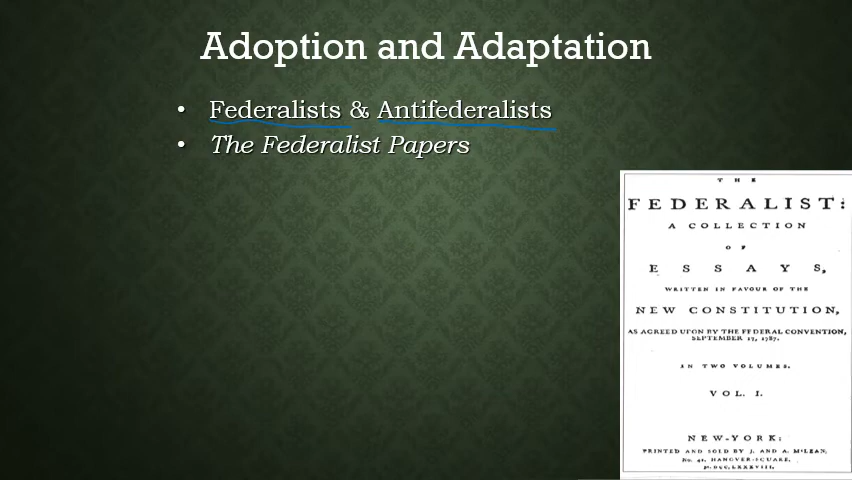 Adoption and Adaptation
• Federalists & Antifederalists
• The Federalist Papers
THE
FEDERALIST:
A COLLECTION
OF
ESSAYS,
WRITTEN IN FAVOUR OF THE
NEW CONSTITUTION,
AS AGREED UPON BY THE FEDERAL CONVENTION,
SEPTEMBER 17, 1787.
IN TWO VOLUMES.
VOL. I.
NEW-YORK:
PRINTED AND SOLD BY J. AND A. M'LEAN,
No. 41, HANOVER-SQUARE,
M,DCC,LXXXVIII.